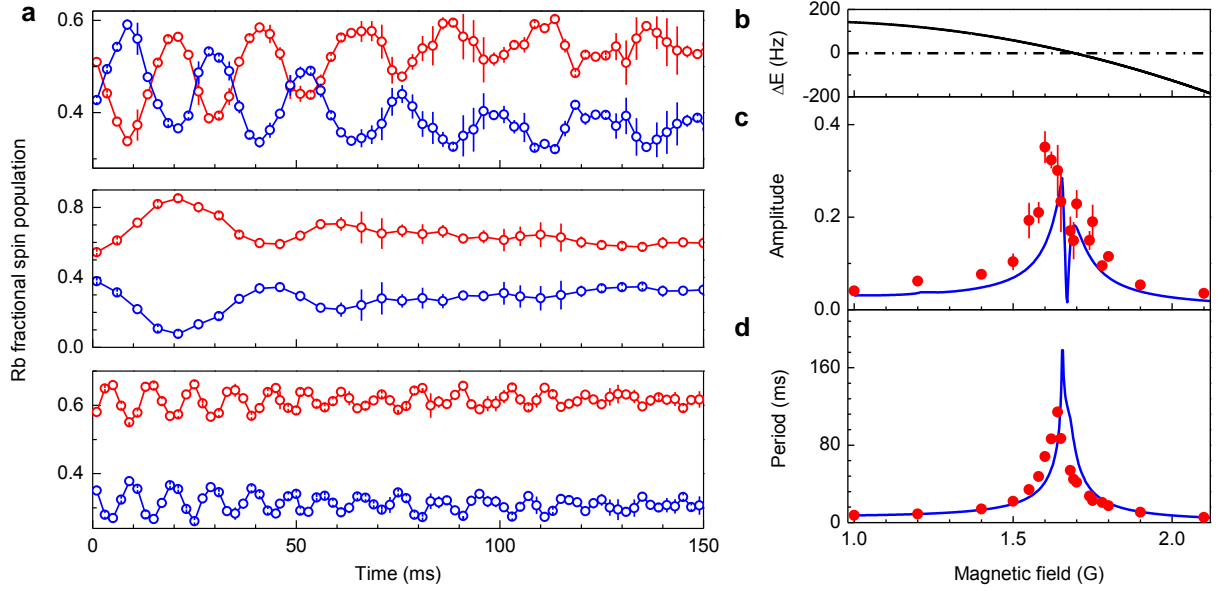 a
Rb fractional spin population
0.6
0.4
0.8
0.4
0.0
0.6
0.4
0
50
100
150
Time (ms)
b
ΔE (Hz)
200
0
-200
c
Amplitude
0.4
0.2
0.0
d
Period (ms)
160
80
0
1.0
1.5
2.0
Magnetic field (G)